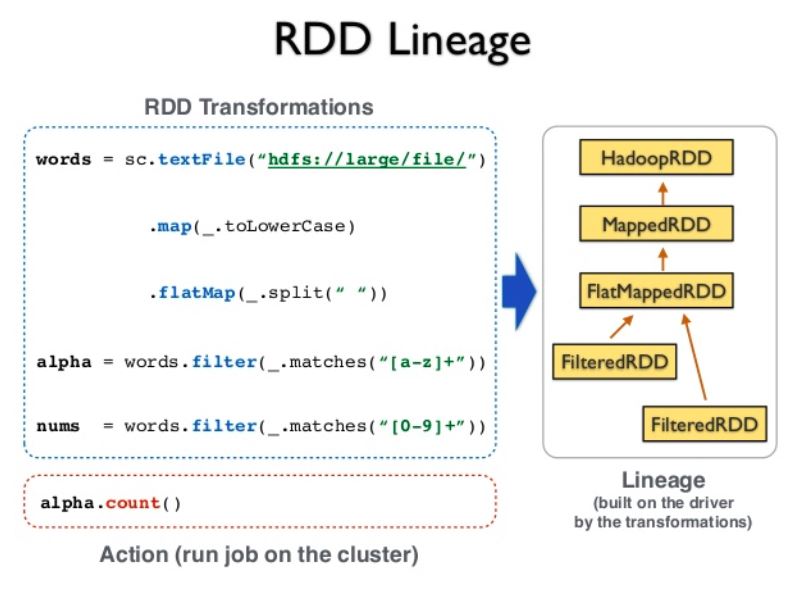 RDD Lineage
RDD Transformations
words = sc.textFile(“hdfs://large/file/”)
.map(_.toLowerCase)
.flatMap(_.split(“ “))
alpha = words.filter(_.matches(“[a-z]+”))
nums = words.filter(_.matches(“[0-9]+”))
alpha.count()
Action (run job on the cluster)
HadoopRDD
MappedRDD
FlatMappedRDD
FilteredRDD
FilteredRDD
Lineage
(built on the driver
by the transformations)